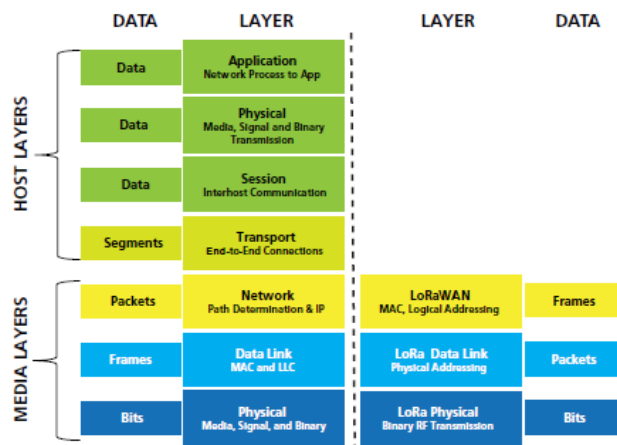 DATA LAYER LAYER DATA
HOST LAYERS
Data
Application
Network Process to App
Data
Physical
Media, Signal and Binary
Transmission
Data
Session
Interhost Communication
Segments
Transport
End-to-End Connections
MEDIA LAYERS
Packets
Network
Path Determination & IP
LoRaWAN
MAC, Logical Addressing
Frames
Frames
Data Link
MAC and LLC
LoRa Data Link
Physical Addressing
Packets
Bits
Physical
Media, Signal, and Binary
LoRa Physical
Binary RF Transmission
Bits